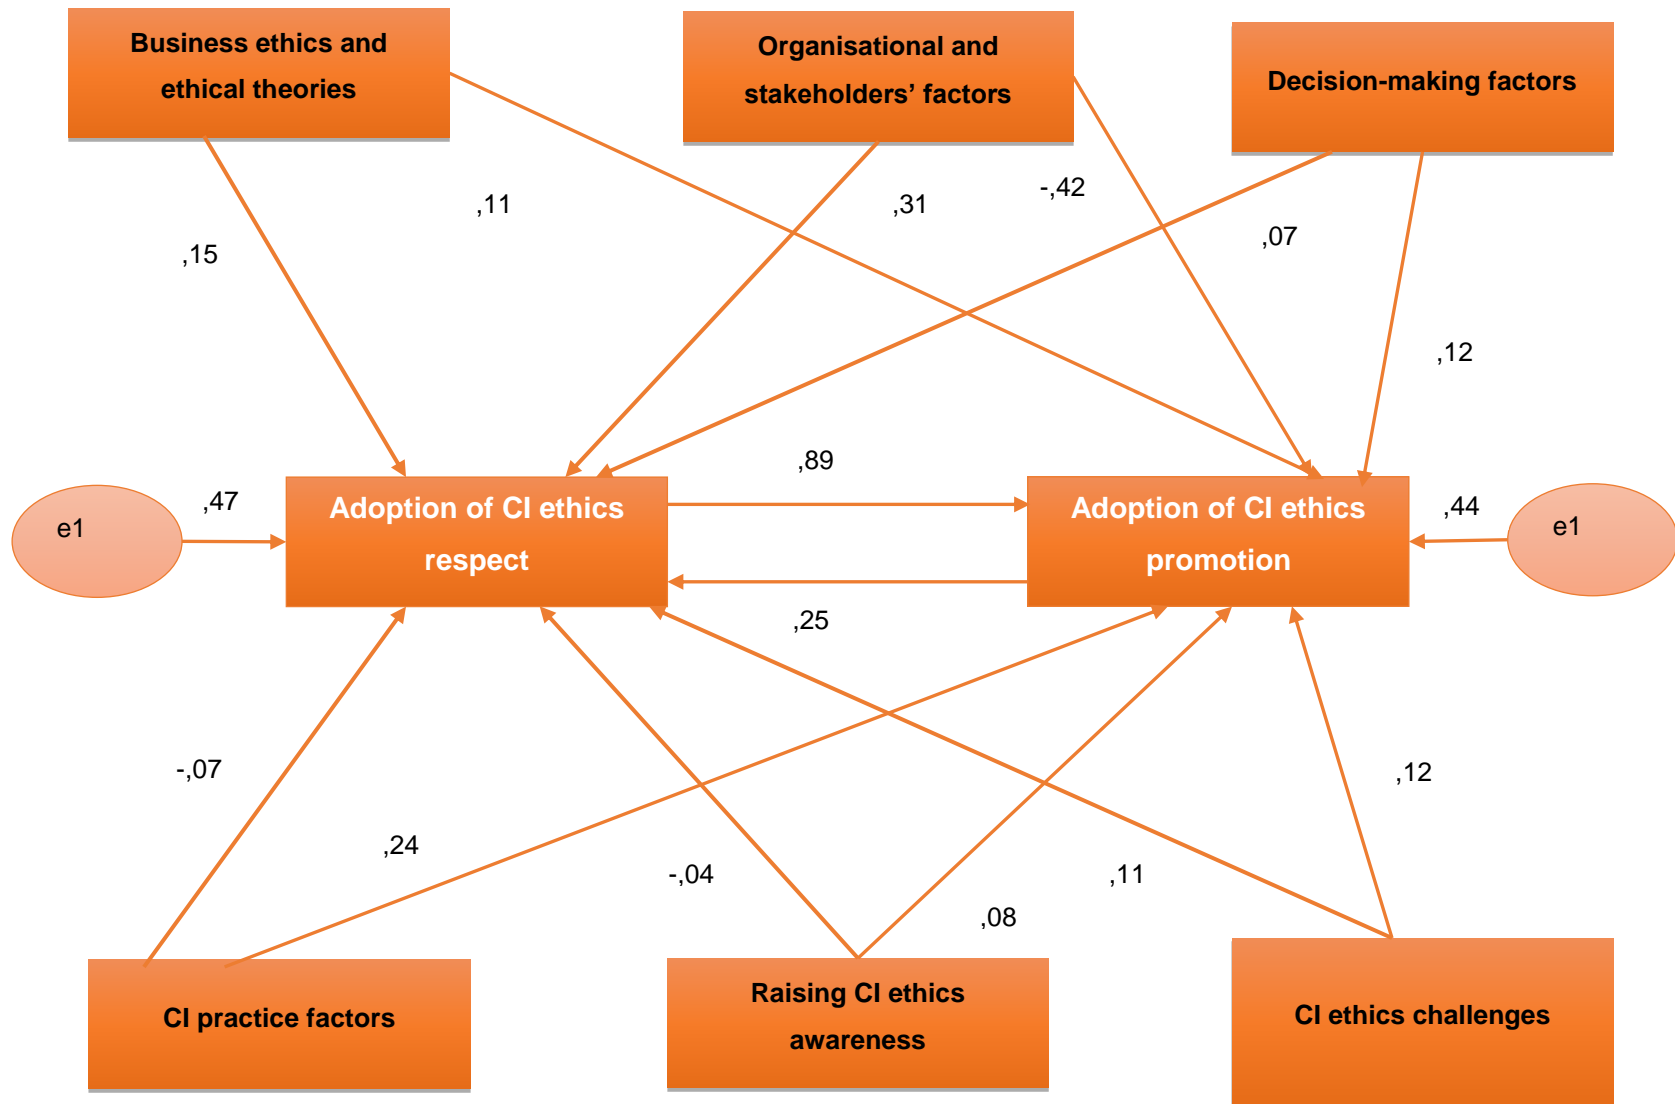 Business ethics and
ethical theories
Organisational and
stakeholders’ factors
Decision-making factors
,11
,31
-,42
,07
,15
,12
,89
,47
e1
Adoption of CI ethics
respect
Adoption of CI ethics
promotion
,44
e1
,25
-,07
,24
-,04
,08
,11
,12
CI practice factors
Raising CI ethics
awareness
CI ethics challenges